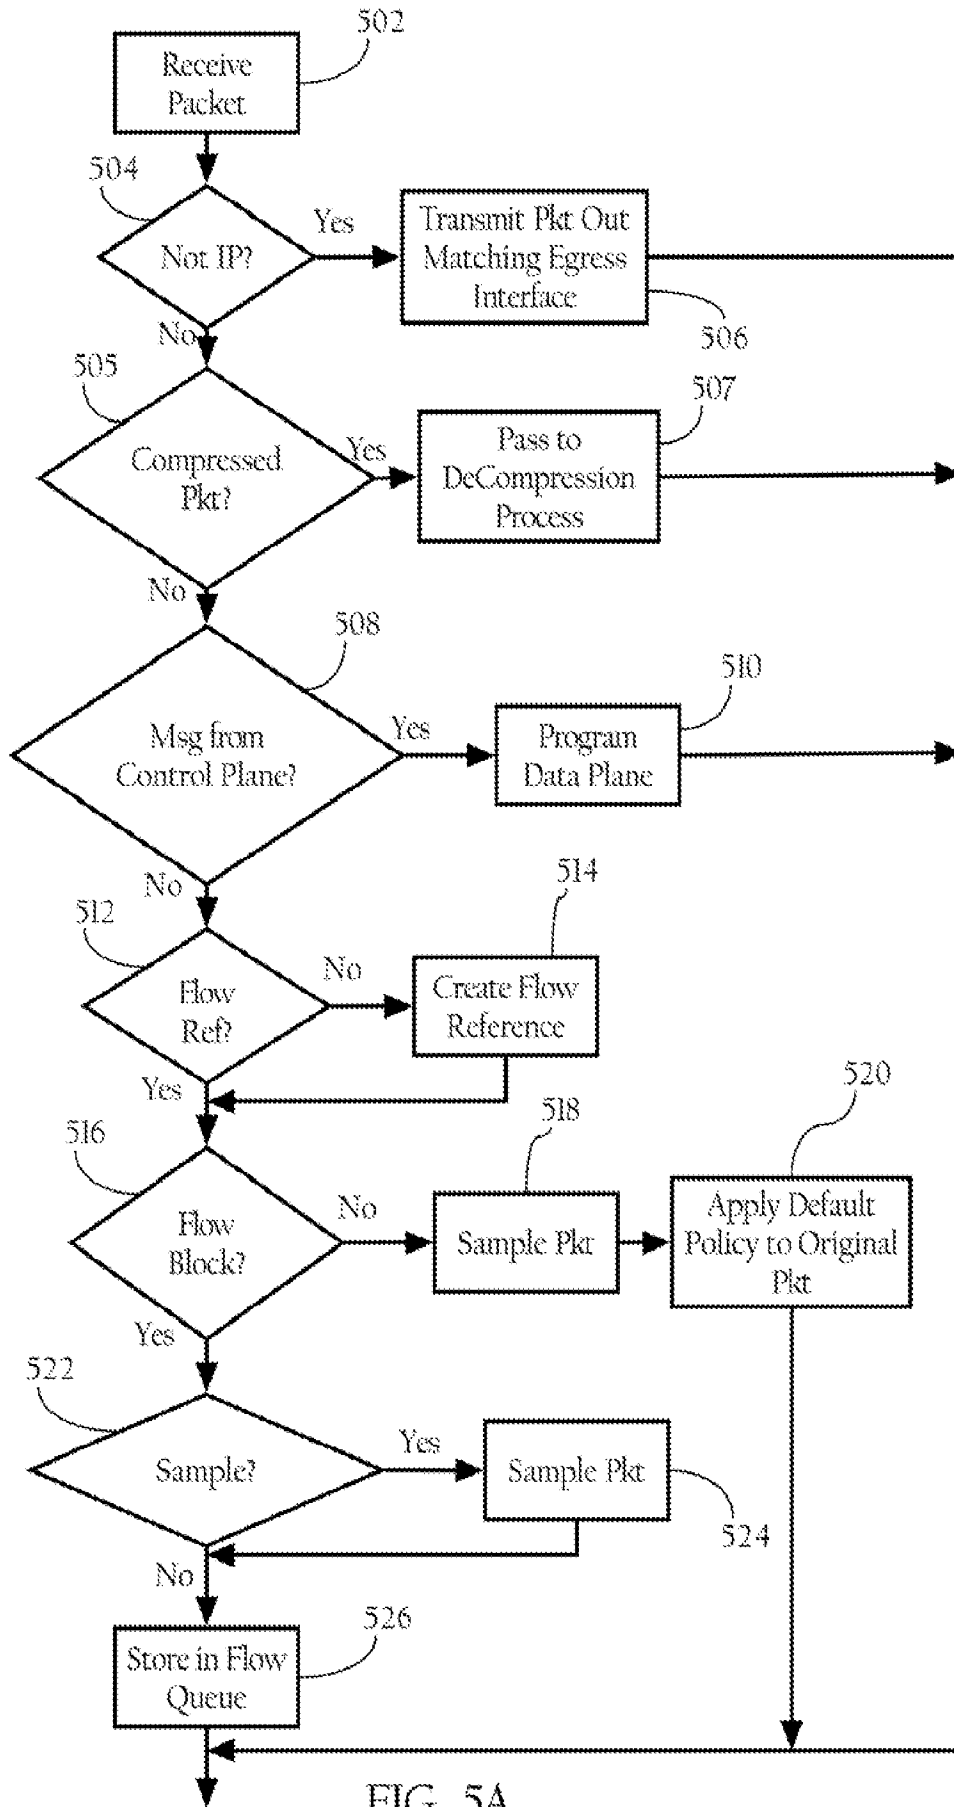 502
Receive
Packet
504
Not IP?
Yes
Transmit Pkt Out
Matching Egress
Interface
506
No
505
Compressed
Pkt?
Yes
507
Pass to
DeCompression
Process
No
508
Msg from
Control Plane?
Yes
510
Program
Data Plane
No
512
Flow
Ref?
No
514
Create Flow
Reference
Yes
516
Flow
Block?
No
518
Sample Pkt
520
Apply Default
Policy to Original
Pkt
Yes
522
Sample?
Yes
Sample Pkt
524
No
526
Store in Flow
Queue
FIG. 5A